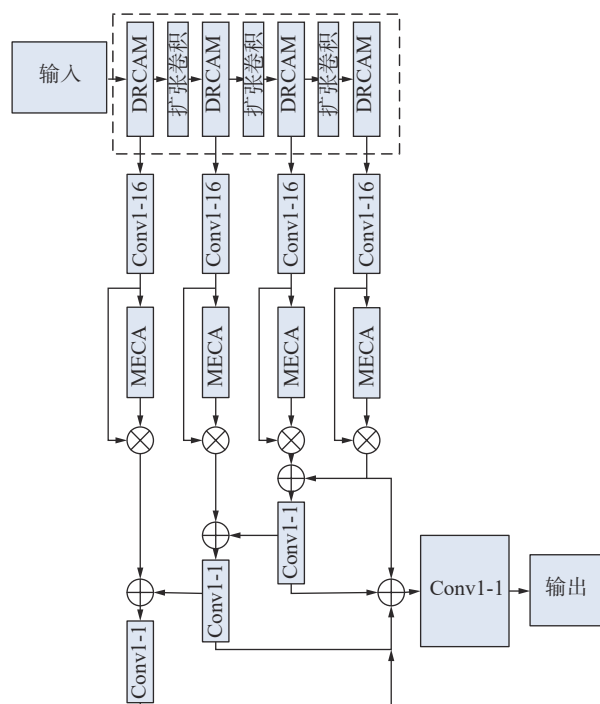 输入
DRCAM
扩张卷积
DRCAM
扩张卷积
DRCAM
扩张卷积
DRCAM
Conv1-16
Conv1-16
Conv1-16
Conv1-16
MECA
MECA
MECA
MECA
Conv1-1
Conv1-1
Conv1-1
Conv1-1
输出